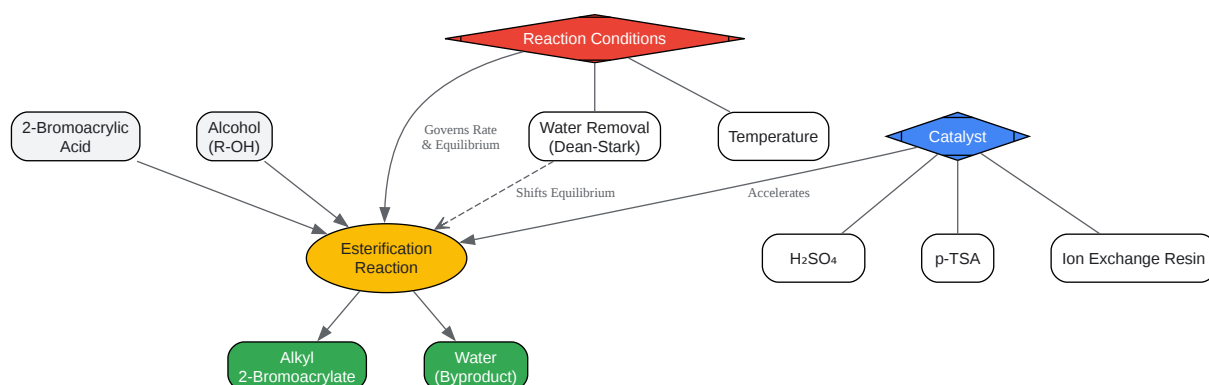 Reaction Conditions
2-Bromoacrylic
Acid
Alcohol
(R-OH)
Governs Rate
& Equilibrium
Water Removal
(Dean-Stark)
Temperature
Catalyst
Shifts Equilibrium
Accelerates
Esterification
Reaction
H₂SO₄
p-TSA
Ion Exchange Resin
Alkyl
2-Bromoacrylate
Water
(Byproduct)